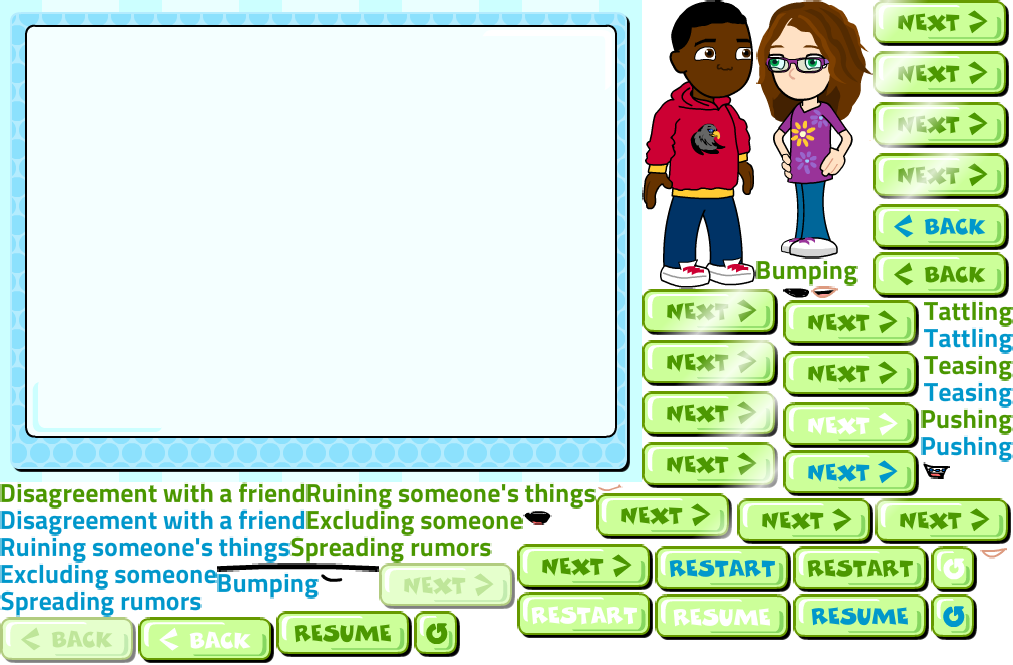 NEXT >
NEXT >
NEXT >
NEXT >
< BACK
< BACK
Bumping
NEXT >
NEXT >
NEXT >
NEXT >
NEXT >
NEXT >
NEXT >
NEXT >
Tattling
Tattling
Teasing
Teasing
Pushing
Pushing
Disagreement with a friend
Ruining someone's things
Disagreement with a friend
Excluding someone
Ruining someone's things
Spreading rumors
Excluding someone
Bumping
Spreading rumors
NEXT >
NEXT >
NEXT >
NEXT >
NEXT >
RESTART
RESTART
RESTART
RESUME
RESUME
< BACK
< BACK
RESUME